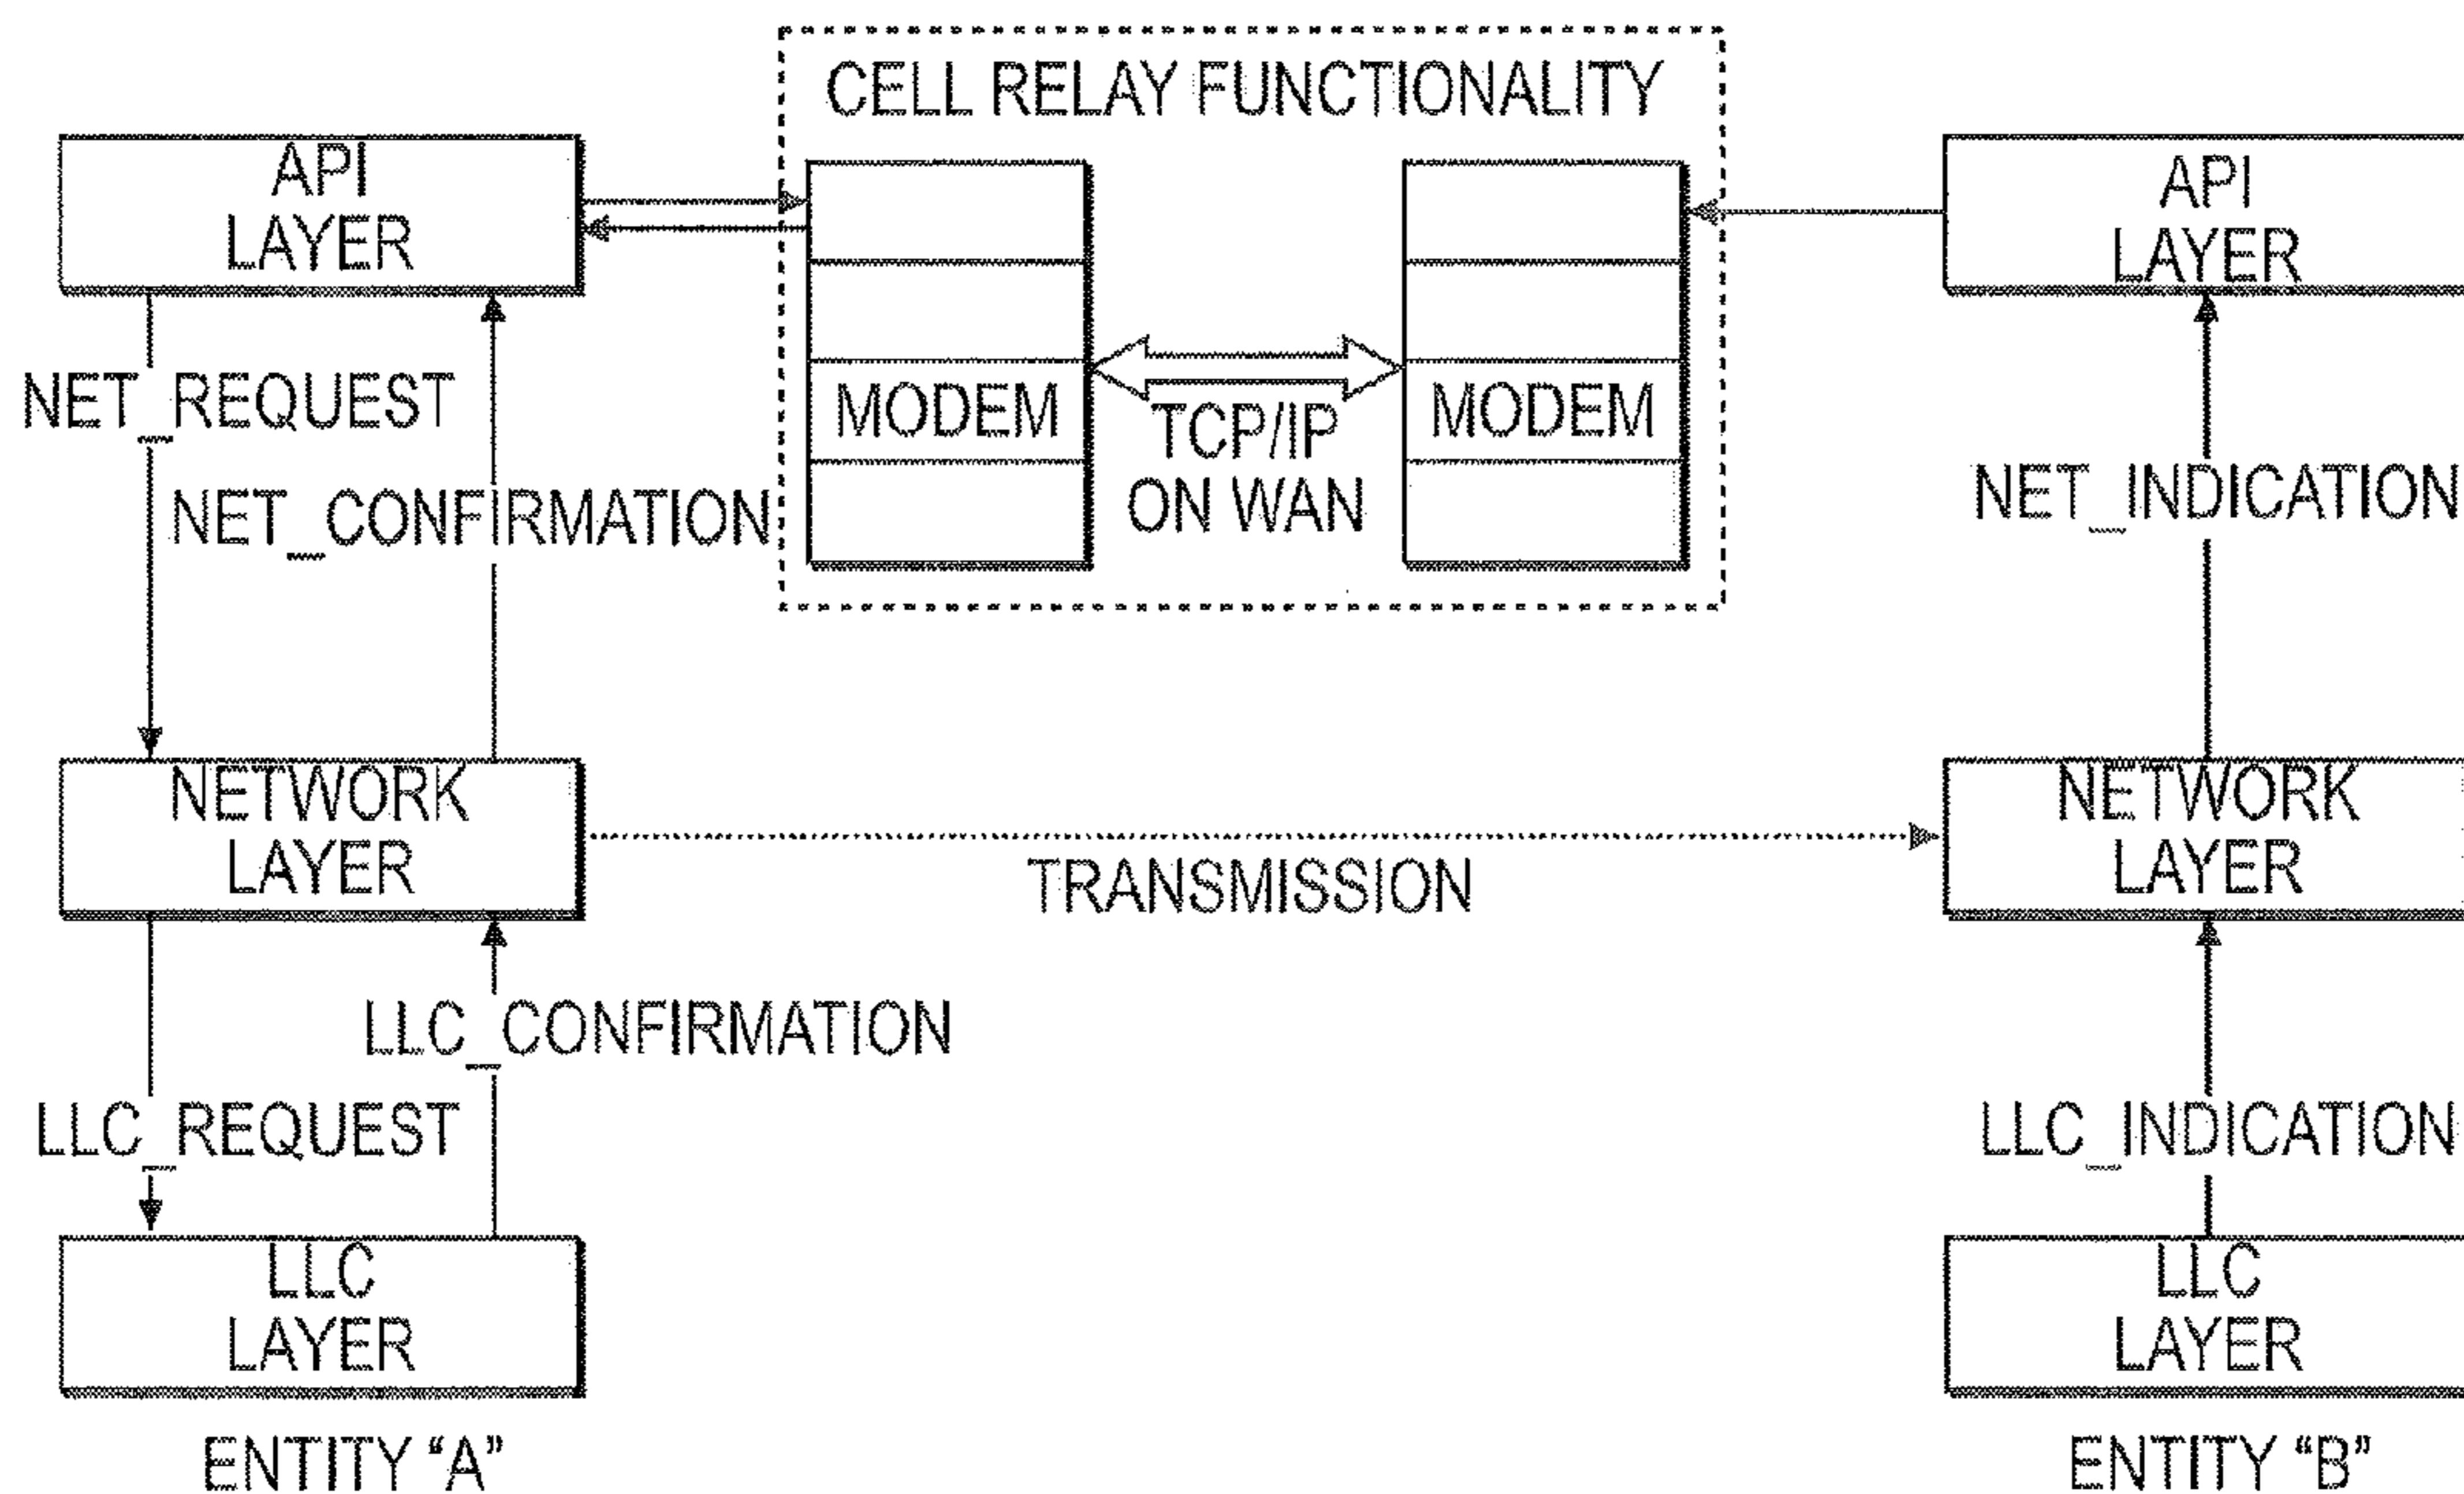 CELL RELAY FUNCTIONALITY
API
LAYER
API
LAYER
NET_REQUEST
MODEM
MODEM
TCP/IP
ON WAN
NET_CONFIRMATION
NET_INDICATION
NETWORK
LAYER
NETWORK
LAYER
TRANSMISSION
LLC_CONFIRMATION
LLC_REQUEST
LLC_INDICATION
LLC
LAYER
LLC
LAYER
ENTITY “A”
ENTITY “B”